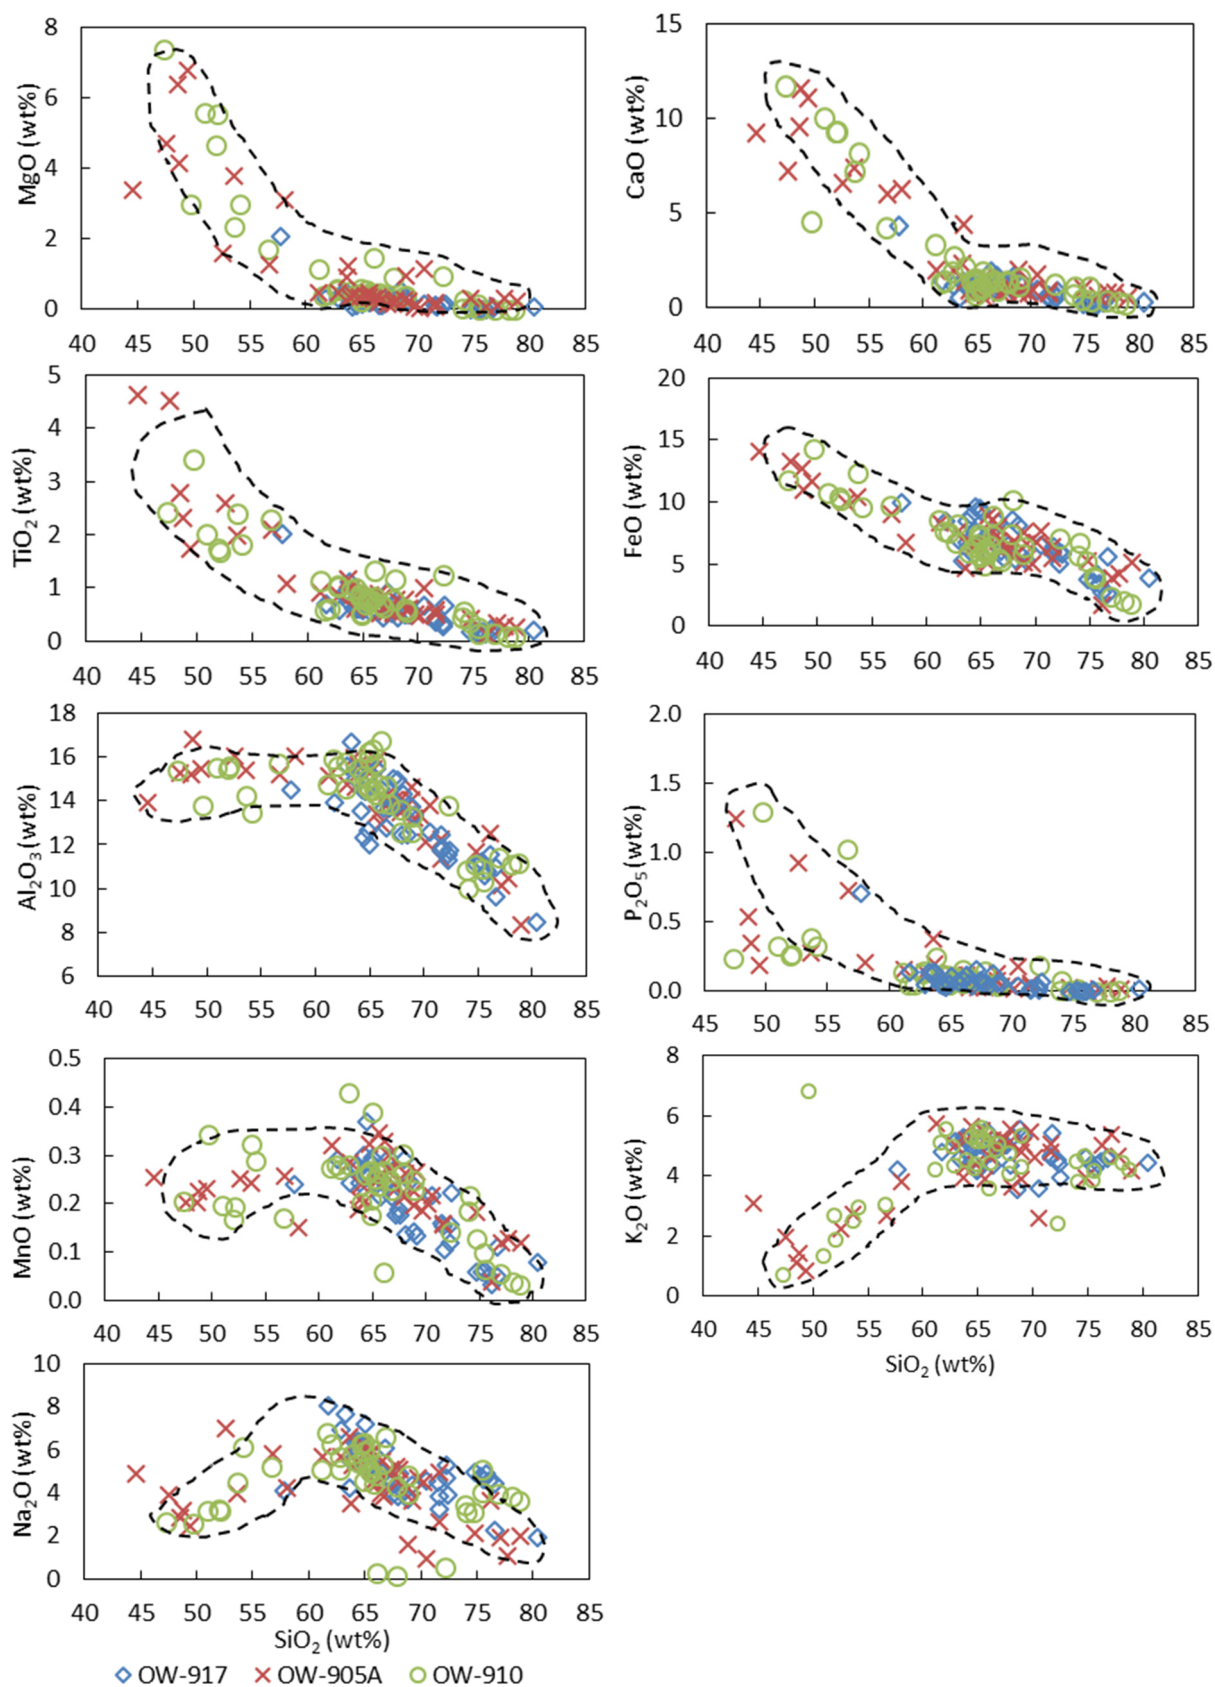 8
6
4
2
0
MgO (wt%)
40 45 50 55 60 65 70 75 80 85
15
10
5
0
CaO (wt%)
40 45 50 55 60 65 70 75 80 85
5
4
3
2
1
0
TiO2 (wt%)
40 45 50 55 60 65 70 75 80 85
20
15
10
5
0
FeO (wt%)
40 45 50 55 60 65 70 75 80 85
18
16
14
12
10
8
6
Al2O3 (wt%)
40 45 50 55 60 65 70 75 80 85
2.0
1.5
1.0
0.5
0.0
P2O5 (wt%)
45 50 55 60 65 70 75 80 85
0.5
0.4
0.3
0.2
0.1
0.0
MnO (wt%)
40 45 50 55 60 65 70 75 80 85
8
6
4
2
0
K2O (wt%)
40 45 50 55 60 65 70 75 80 85
SiO2 (wt%)
10
8
6
4
2
0
Na2O (wt%)
40 45 50 55 60 65 70 75 80 85
SiO2 (wt%)
OW-917 OW-905A OW-910